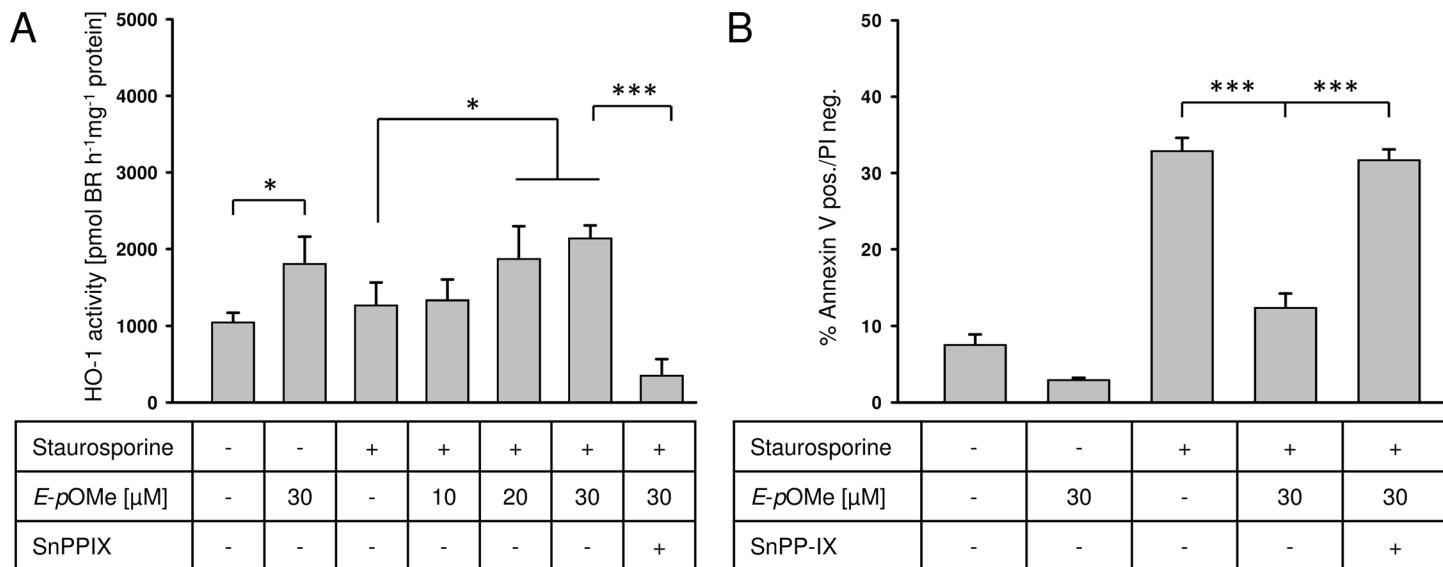 A
HO-1 activity [pmol BR h⁻¹mg⁻¹ protein]
5000
4000
3000
2000
1000
0
*
*
***
Staurosporine - - + + + + +
E-pOMe [µM] - 30 - 10 20 30 30
SnPPIX - - - - - - +
B
% Annexin V pos./PI neg.
50
40
30
20
10
0
***
***
Staurosporine - - + + +
E-pOMe [µM] - 30 - 30 30
SnPP-IX - - - - +